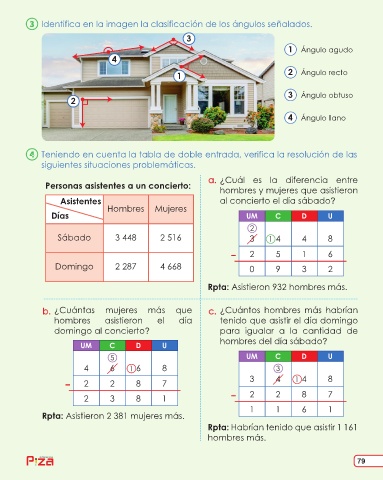 3 Identifica en la imagen la clasificación de los ángulos señalados.
3
4
1
2
1 Ángulo agudo
2 Ángulo recto
3 Ángulo obtuso
4 Ángulo llano
4 Teniendo en cuenta la tabla de doble entrada, verifica la resolución de las
siguientes situaciones problemáticas.
Personas asistentes a un concierto:
Asistentes Hombres Mujeres
Días
Sábado 3 448 2 516
Domingo 2 287 4 668
a. ¿Cuál es la diferencia entre
hombres y mujeres que asistieron
al concierto el día sábado?
UM C D U
2
3 1 4 4 8
- 2 5 1 6
0 9 3 2
Rpta: Asistieron 932 hombres más.
b. ¿Cuántas mujeres más que
hombres asistieron el día
domingo al concierto?
UM C D U
5
4 6 1 6 8
- 2 2 8 7
2 3 8 1
Rpta: Asistieron 2 381 mujeres más.
c. ¿Cuántos hombres más habrían
tenido que asistir el día domingo
para igualar a la cantidad de
hombres del día sábado?
UM C D U
3
3 4 1 4 8
- 2 2 8 7
1 1 6 1
Rpta: Habrían tenido que asistir 1 161
hombres más.
79